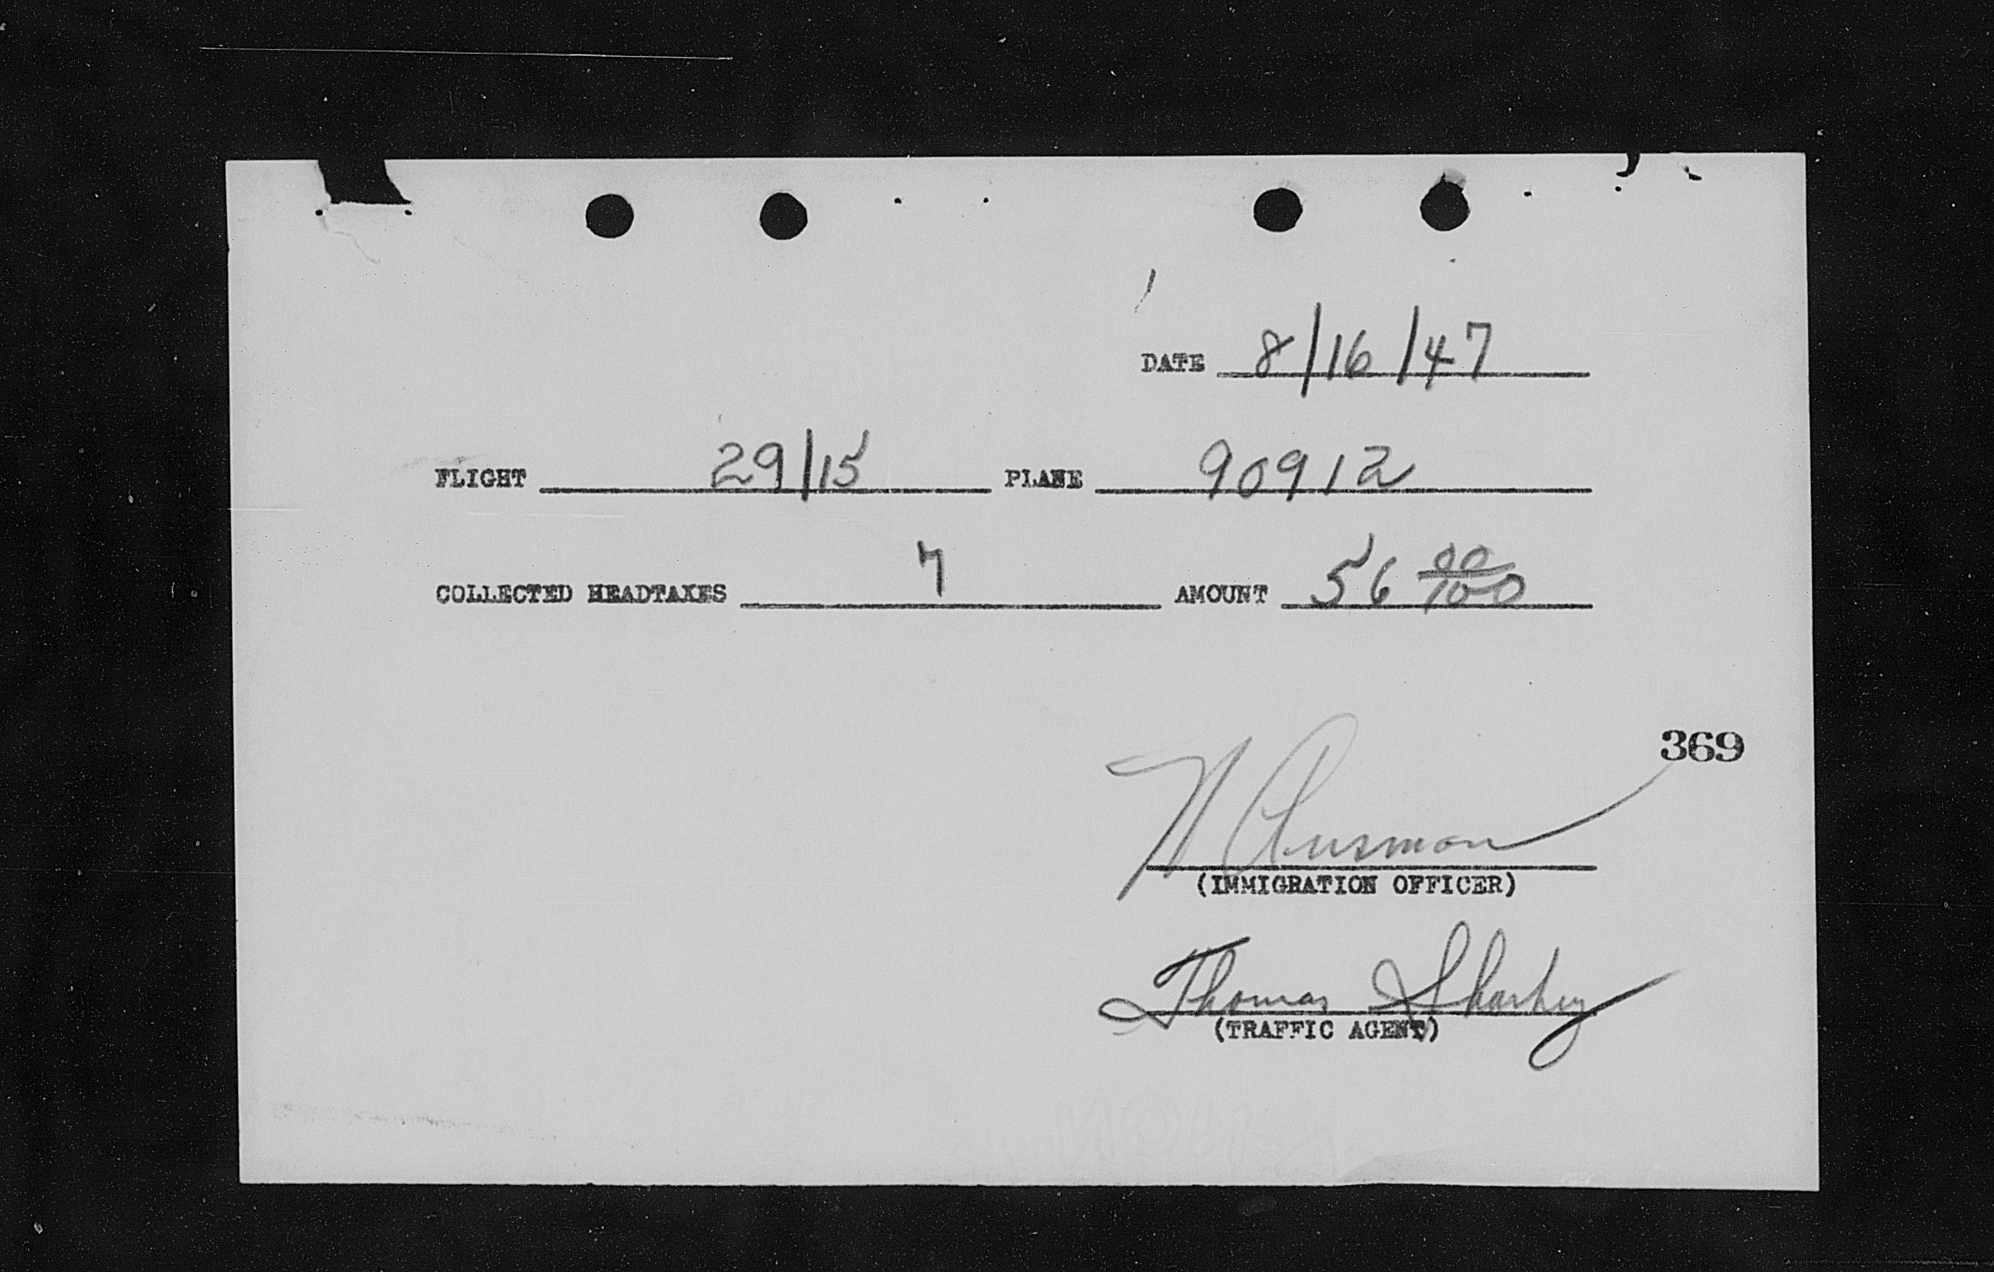 DATE 8/16/47
FLIGHT 29/15 PLANE 90912
COLLECTED HEADTAXES 7 AMOUNT 56 00/100
369
(IMMIGRATION OFFICER)
Thomas Sharkey
(TRAFFIC AGENT)